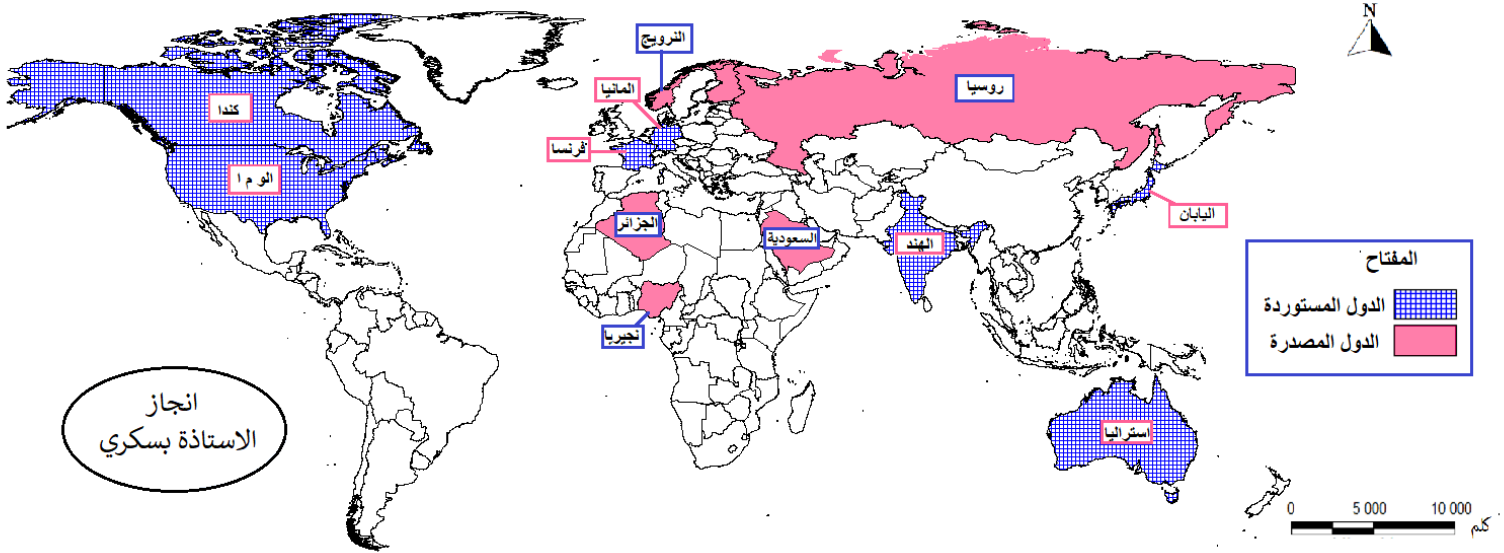 N
النرويج
المانيا
روسيا
كندا
فرنسا
الو م ا
اليابان
الجزائر
السعودية
الهند
المفتاح
الدول المستوردة
الدول المصدرة
نجيريا
انجاز
الاستاذة بسكري
استراليا
0 5 000 10 000
كلم